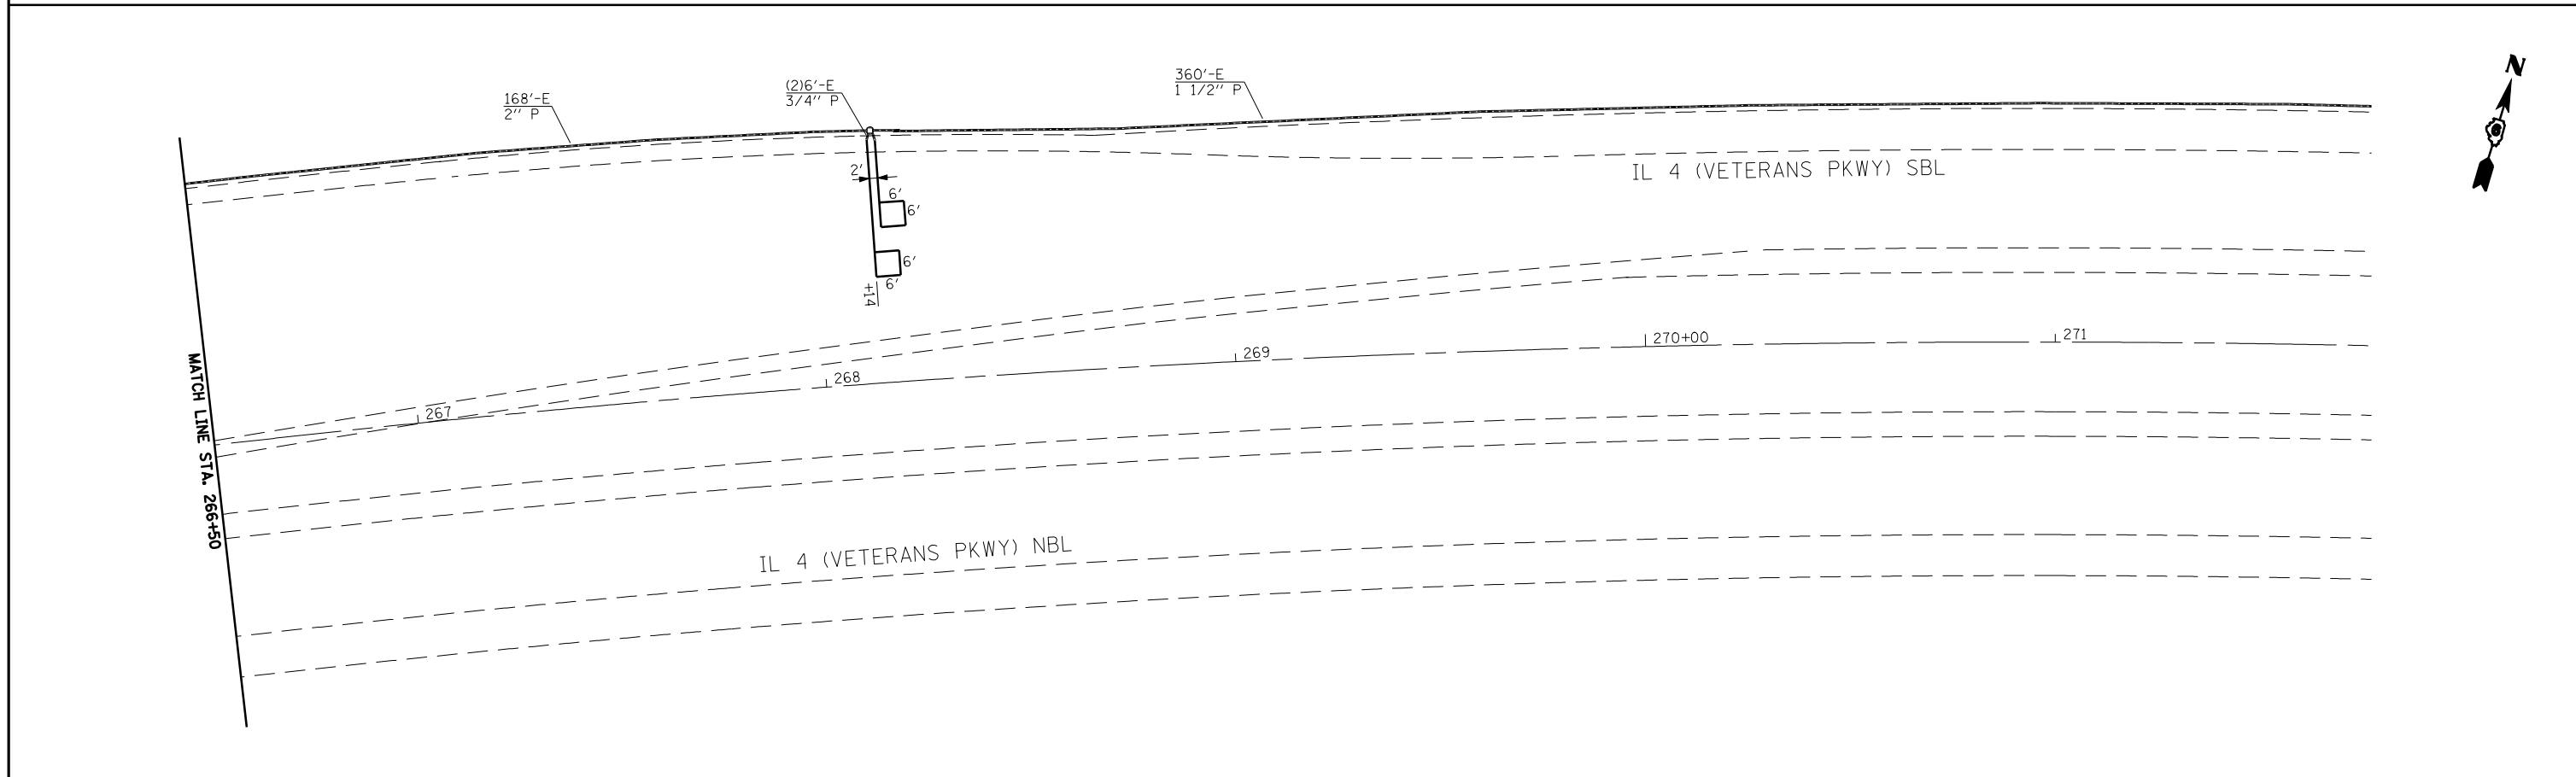 168'-E
2'' P
(2)6'-E
3/4'' P
360'-E
1 1/2'' P
N
2'
6'
6'
6'
6'
+14
IL 4 (VETERANS PKWY) SBL
267
268
269
270+00
271
MATCH LINE STA. 266+50
IL 4 (VETERANS PKWY) NBL